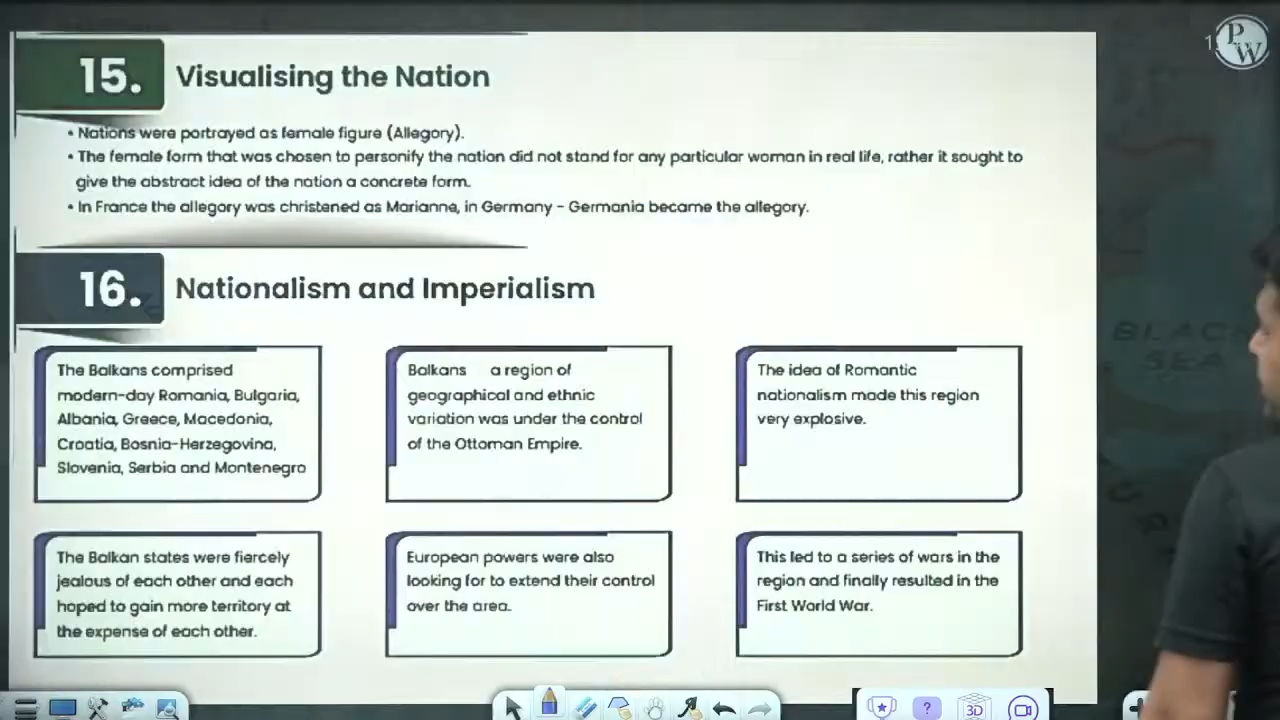 PW
15.
Visualising the Nation
• Nations were portrayed as female figure (Allegory).
• The female form that was chosen to personify the nation did not stand for any particular woman in real life, rather it sought to
give the abstract idea of the nation a concrete form.
• In France the allegory was christened as Marianne, in Germany - Germania became the allegory.
16.
Nationalism and Imperialism
The Balkans comprised
modern-day Romania, Bulgaria,
Albania, Greece, Macedonia,
Croatia, Bosnia-Herzegovina,
Slovenia, Serbia and Montenegro
Balkans a region of
geographical and ethnic
variation was under the control
of the Ottoman Empire.
The idea of Romantic
nationalism made this region
very explosive.
BLACK
SEA
The Balkan states were fiercely
jealous of each other and each
hoped to gain more territory at
the expense of each other.
European powers were also
looking for to extend their control
over the area.
This led to a series of wars in the
region and finally resulted in the
First World War.
?
3D